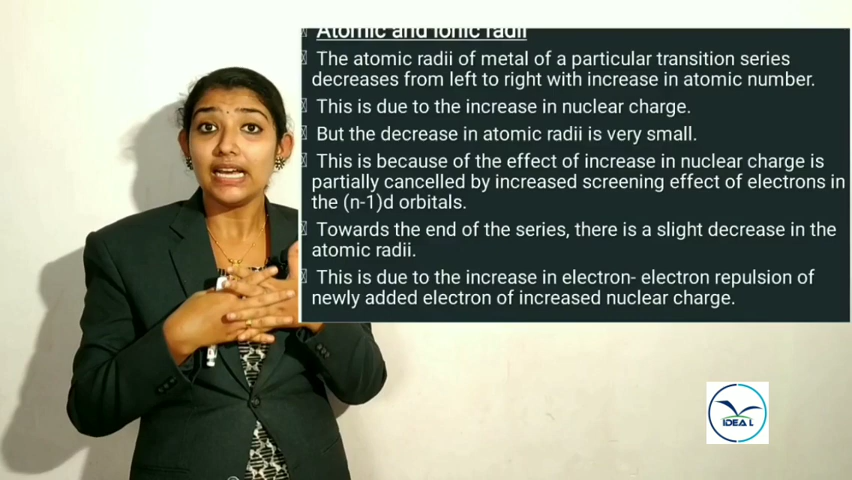 Atomic and ionic radii
The atomic radii of metal of a particular transition series
decreases from left to right with increase in atomic number.
This is due to the increase in nuclear charge.
But the decrease in atomic radii is very small.
This is because of the effect of increase in nuclear charge is
partially cancelled by increased screening effect of electrons in
the (n-1)d orbitals.
Towards the end of the series, there is a slight decrease in the
atomic radii.
This is due to the increase in electron- electron repulsion of
newly added electron of increased nuclear charge.
IDEAL